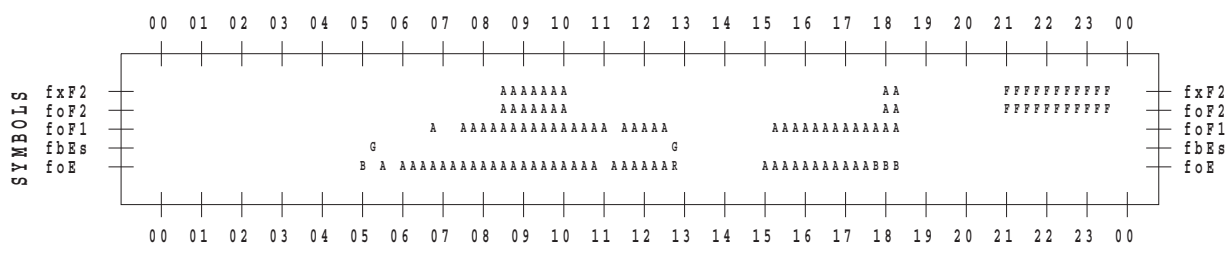 00 01 02 03 04 05 06 07 08 09 10 11 12 13 14 15 16 17 18 19 20 21 22 23 00
SYMBOLS
fxF2 AAAAAAA AA FFFFFFFFFFF fxF2
foF2 AAAAAAA AA FFFFFFFFFFF foF2
foF1 A AAAAAAAAAAAAAAA AAAAA AAAAAAAAAAAAA foF1
fbEs G G fbEs
foE B A AAAAAAAAAAAAAAAAAAAA AAAAAAR AAAAAAAAAAABBB foE
00 01 02 03 04 05 06 07 08 09 10 11 12 13 14 15 16 17 18 19 20 21 22 23 00